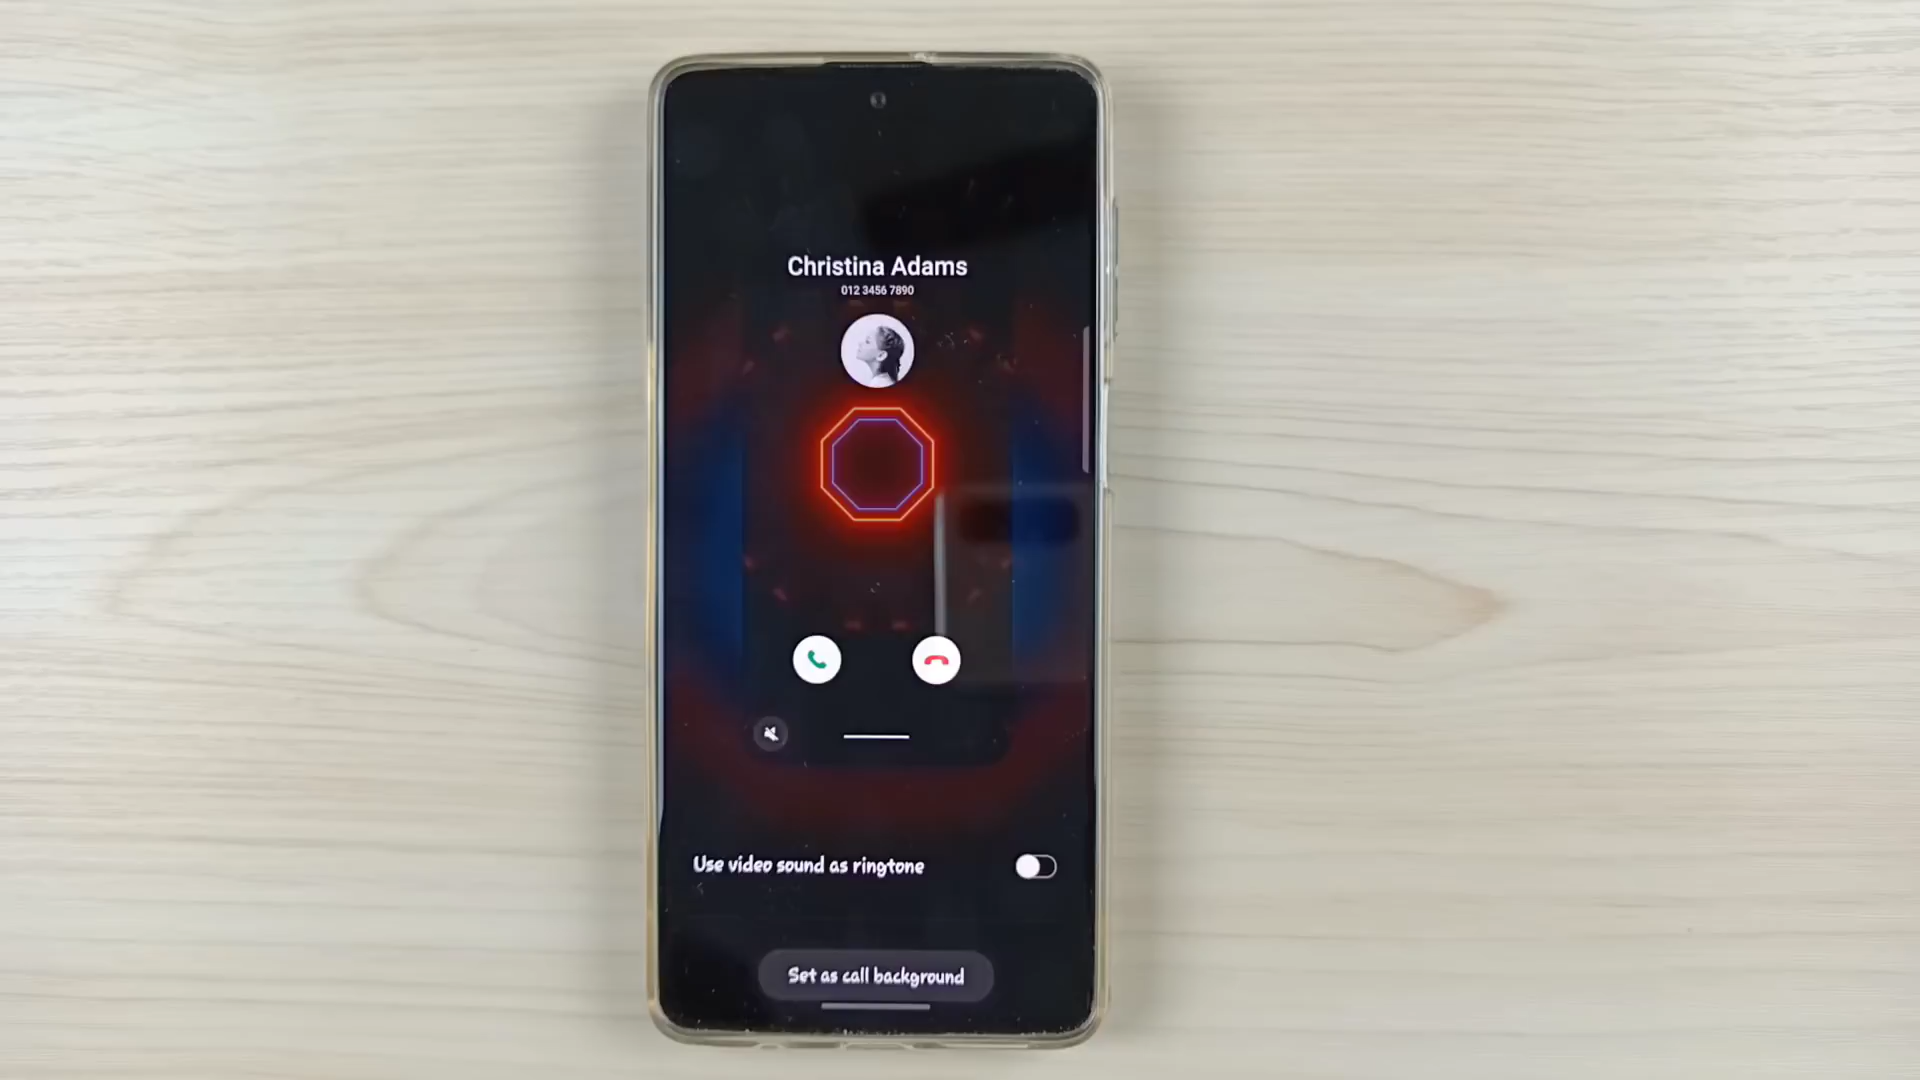 Christina Adams
012 3456 7890
Use video sound as ringtone
Set as call background